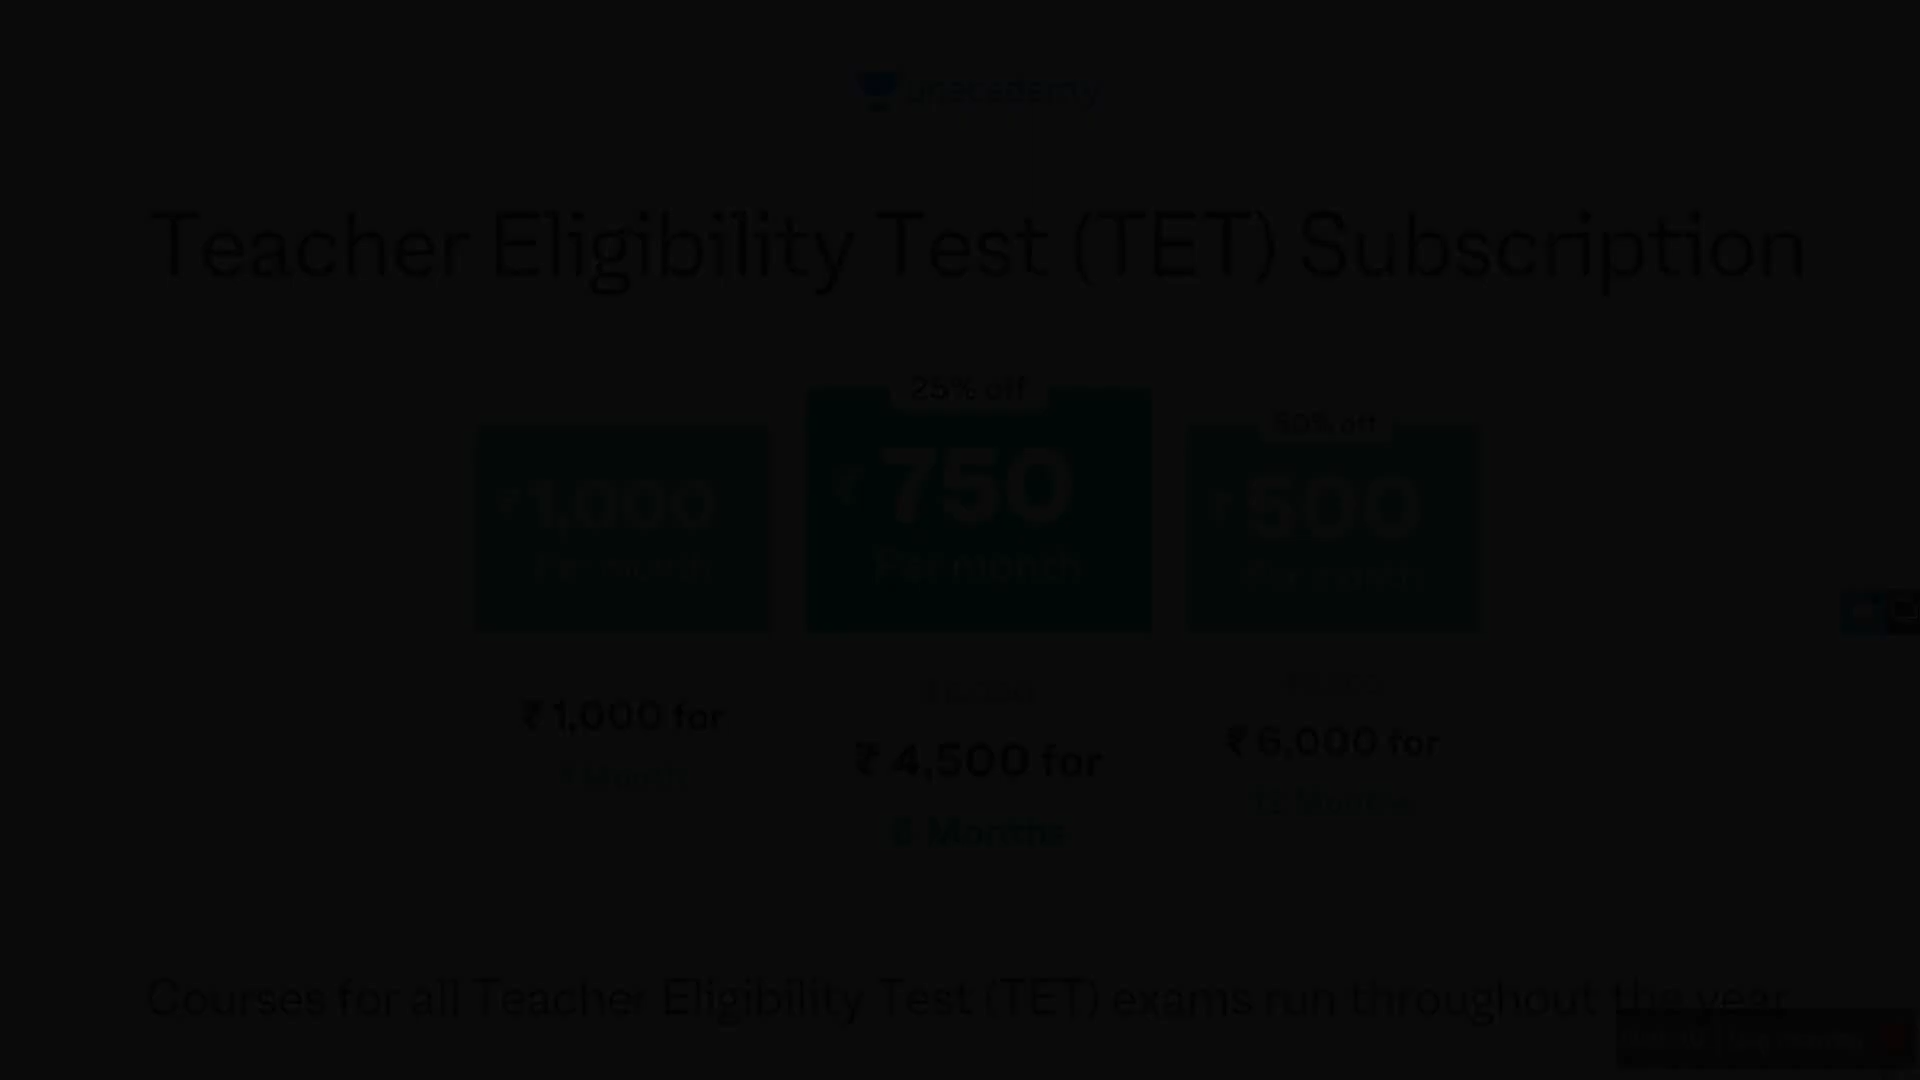 unacademy
Teacher Eligibility Test (TET) Subscription
25% off
50% off
₹ 1,000
Per month
₹ 750
Per month
₹ 500
Per month
₹ 1,000 for
1 Month
₹ 4,500 for
6 Months
₹ 6,000 for
12 Months
Courses for all Teacher Eligibility Test (TET) exams run throughout the year